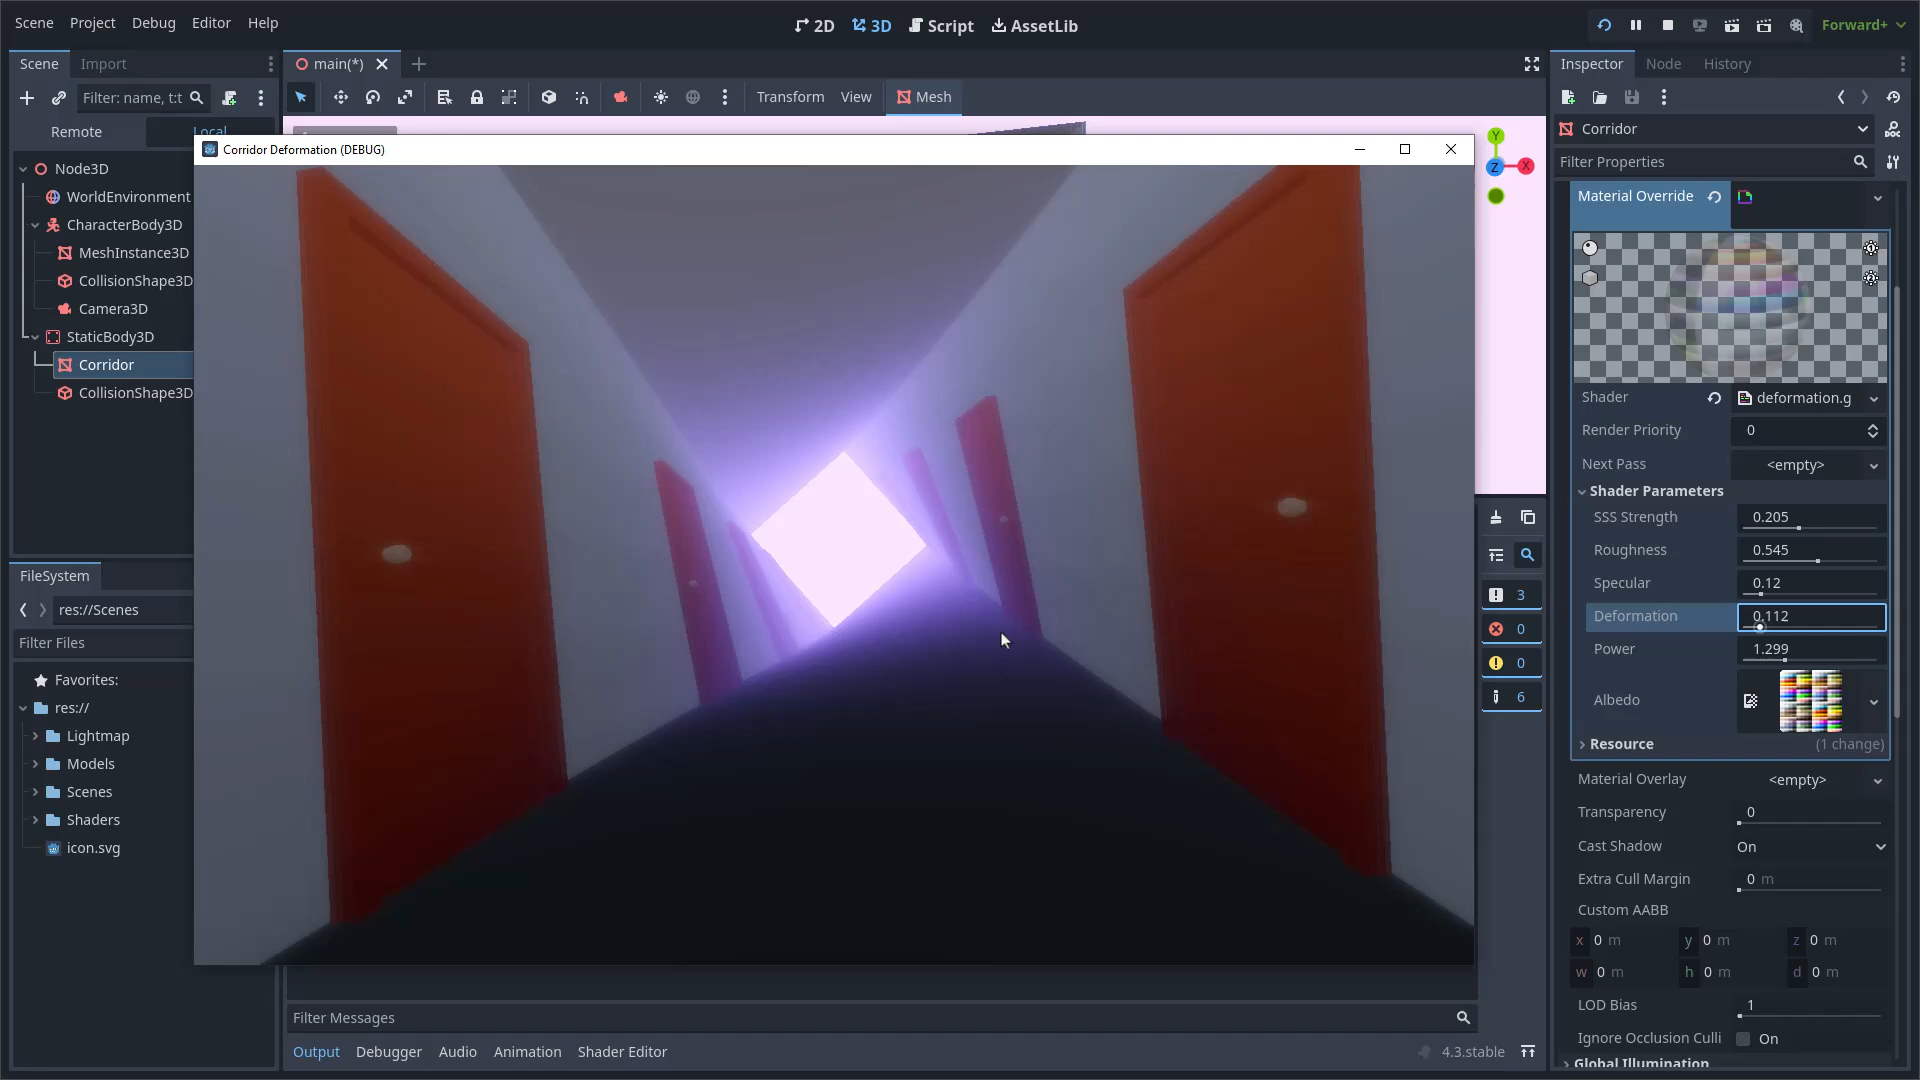 Scene Project Debug Editor Help
2D 3D Script AssetLib
Forward+
Scene Import
main(*)
Inspector Node History
Filter: name, t:t
Transform View Mesh
Remote Local
Corridor
Filter Properties
Corridor Deformation (DEBUG)
Y
Z X
Node3D
WorldEnvironment
CharacterBody3D
MeshInstance3D
CollisionShape3D
Camera3D
StaticBody3D
Corridor
CollisionShape3D
FileSystem
res://Scenes
Filter Files
Favorites:
res://
Lightmap
Models
Scenes
Shaders
icon.svg
3
0
0
6
Material Override
Shader deformation.g
Render Priority 0
Next Pass <empty>
Shader Parameters
SSS Strength 0.205
Roughness 0.545
Specular 0.12
Deformation 0.112
Power 1.299
Albedo
Resource (1 change)
Material Overlay <empty>
Transparency 0
Cast Shadow On
Extra Cull Margin 0 m
Custom AABB
x 0 m y 0 m z 0 m
w 0 m h 0 m d 0 m
LOD Bias 1
Ignore Occlusion Culli On
Global Illumination
Filter Messages
Output Debugger Audio Animation Shader Editor
4.3.stable